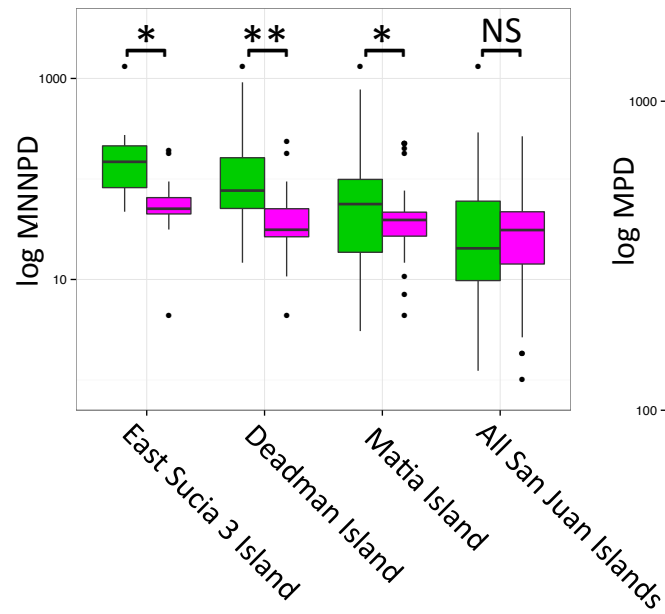 * ** * NS
1000
10
log MNNPD
East Sucia 3 Island
Deadman Island
Matia Island
All San Juan Islands
1000
100
log MPD